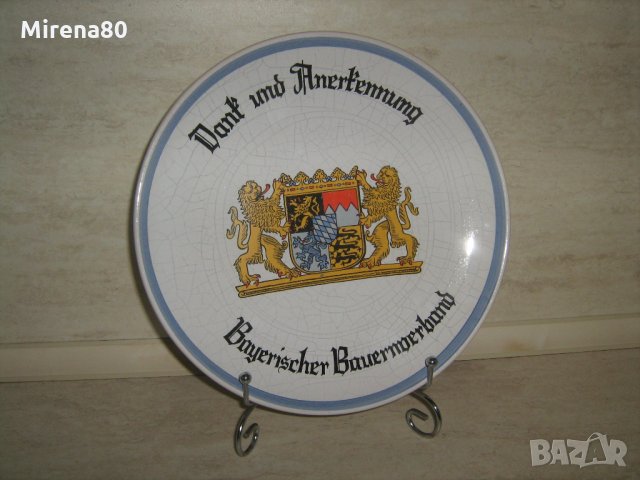 Mirena80
Dank und Anerkennung
Bayerischer Bauernverband
BAZAR